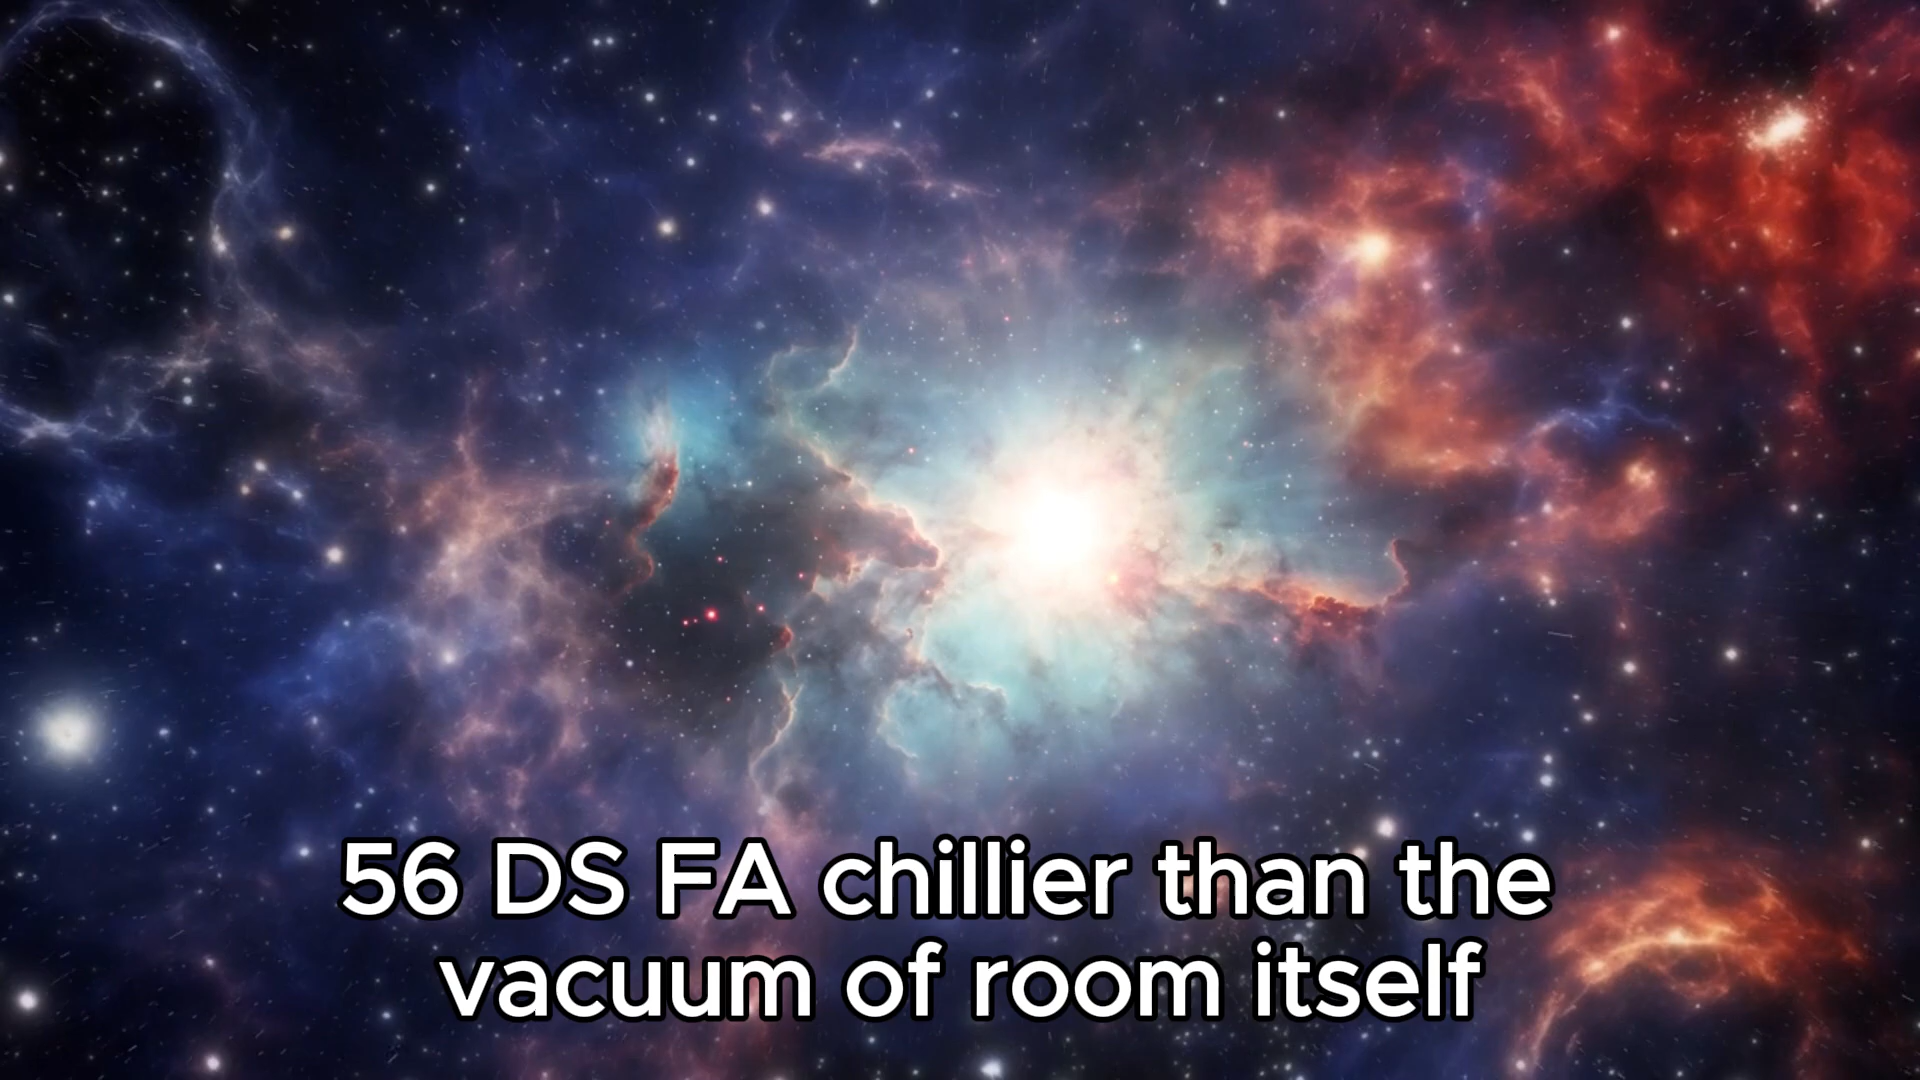 56 DS FA chillier than the
vacuum of room itself